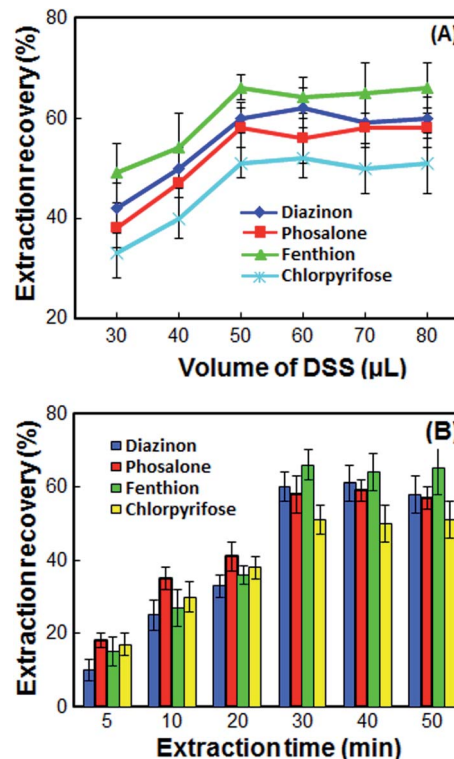 (A)
Extraction recovery (%)
80
60
40
20
Diazinon
Phosalone
Fenthion
Chlorpyrifose
30 40 50 60 70 80
Volume of DSS (µL)
(B)
Extraction recovery (%)
80
60
40
20
0
Diazinon
Phosalone
Fenthion
Chlorpyrifose
5 10 20 30 40 50
Extraction time (min)